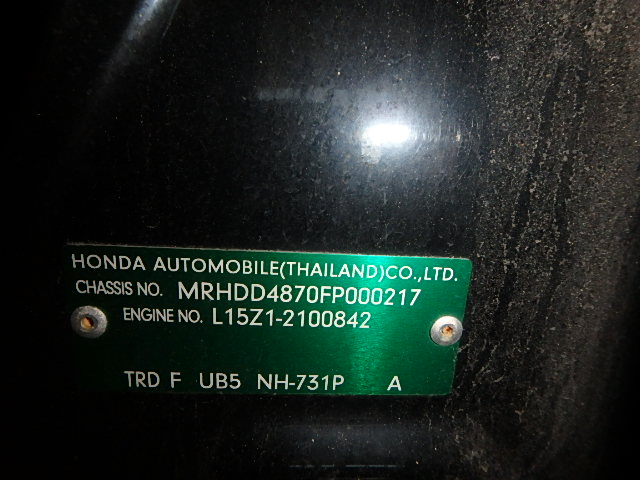 HONDA AUTOMOBILE(THAILAND)CO.,LTD.
CHASSIS NO. MRHDD4870FP000217
ENGINE NO. L15Z1-2100842
TRD F UB5 NH-731P A